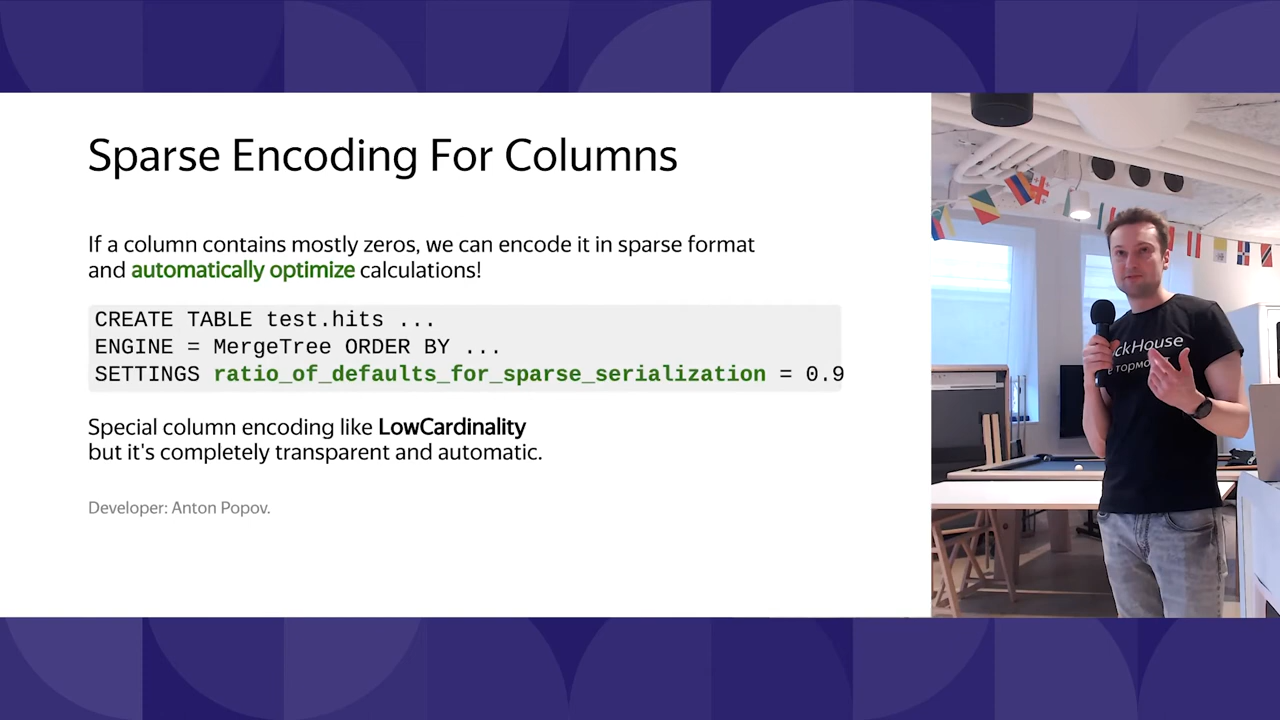 Sparse Encoding For Columns
If a column contains mostly zeros, we can encode it in sparse format
and automatically optimize calculations!
CREATE TABLE test.hits ...
ENGINE = MergeTree ORDER BY ...
SETTINGS ratio_of_defaults_for_sparse_serialization = 0.9
Special column encoding like LowCardinality
but it's completely transparent and automatic.
Developer: Anton Popov.